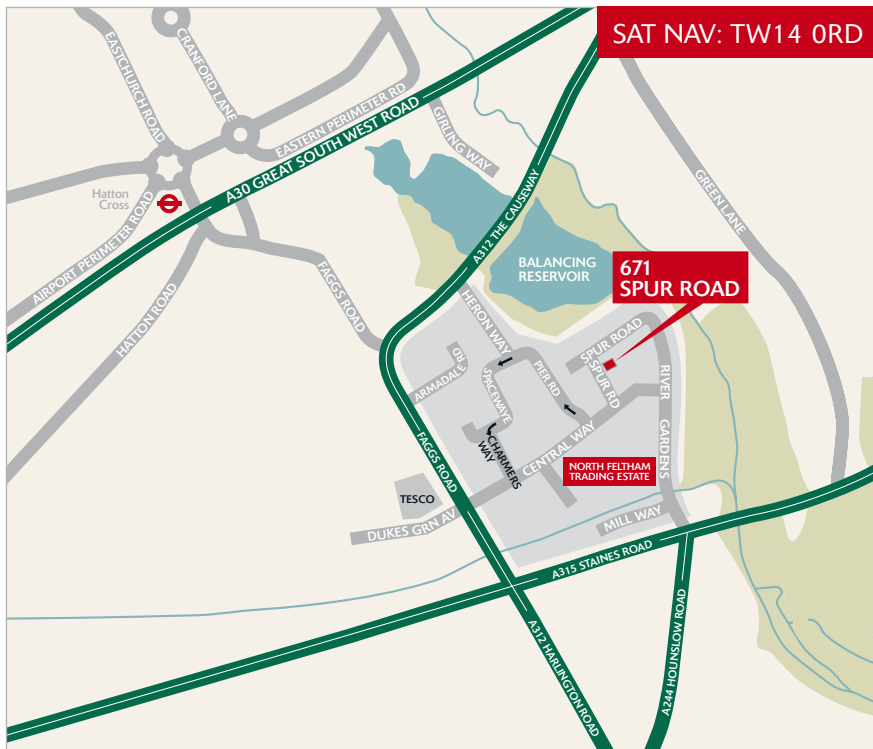 SAT NAV: TW14 0RD
EASTCHURCH ROAD
CRANFORD LANE
EASTERN PERIMETER RD
GIRLING WAY
A30 GREAT SOUTH WEST ROAD
GREEN LANE
Hatton
Cross
AIRPORT PERIMETER ROAD
HATTON ROAD
FAGGS ROAD
A312 THE CAUSEWAY
BALANCING
RESERVOIR
671
SPUR ROAD
HERON WAY
SPUR ROAD
SPUR RD
PIER RD
ARMADALE
RD
SPACEWAYE
RIVER
GARDENS
CHARMERS
WAY
CENTRAL WAY
FAGGS ROAD
NORTH FELTHAM
TRADING ESTATE
TESCO
DUKES GRN AV
MILL WAY
A315 STAINES ROAD
A312 HARLINGTON ROAD
A244 HOUNSLOW ROAD